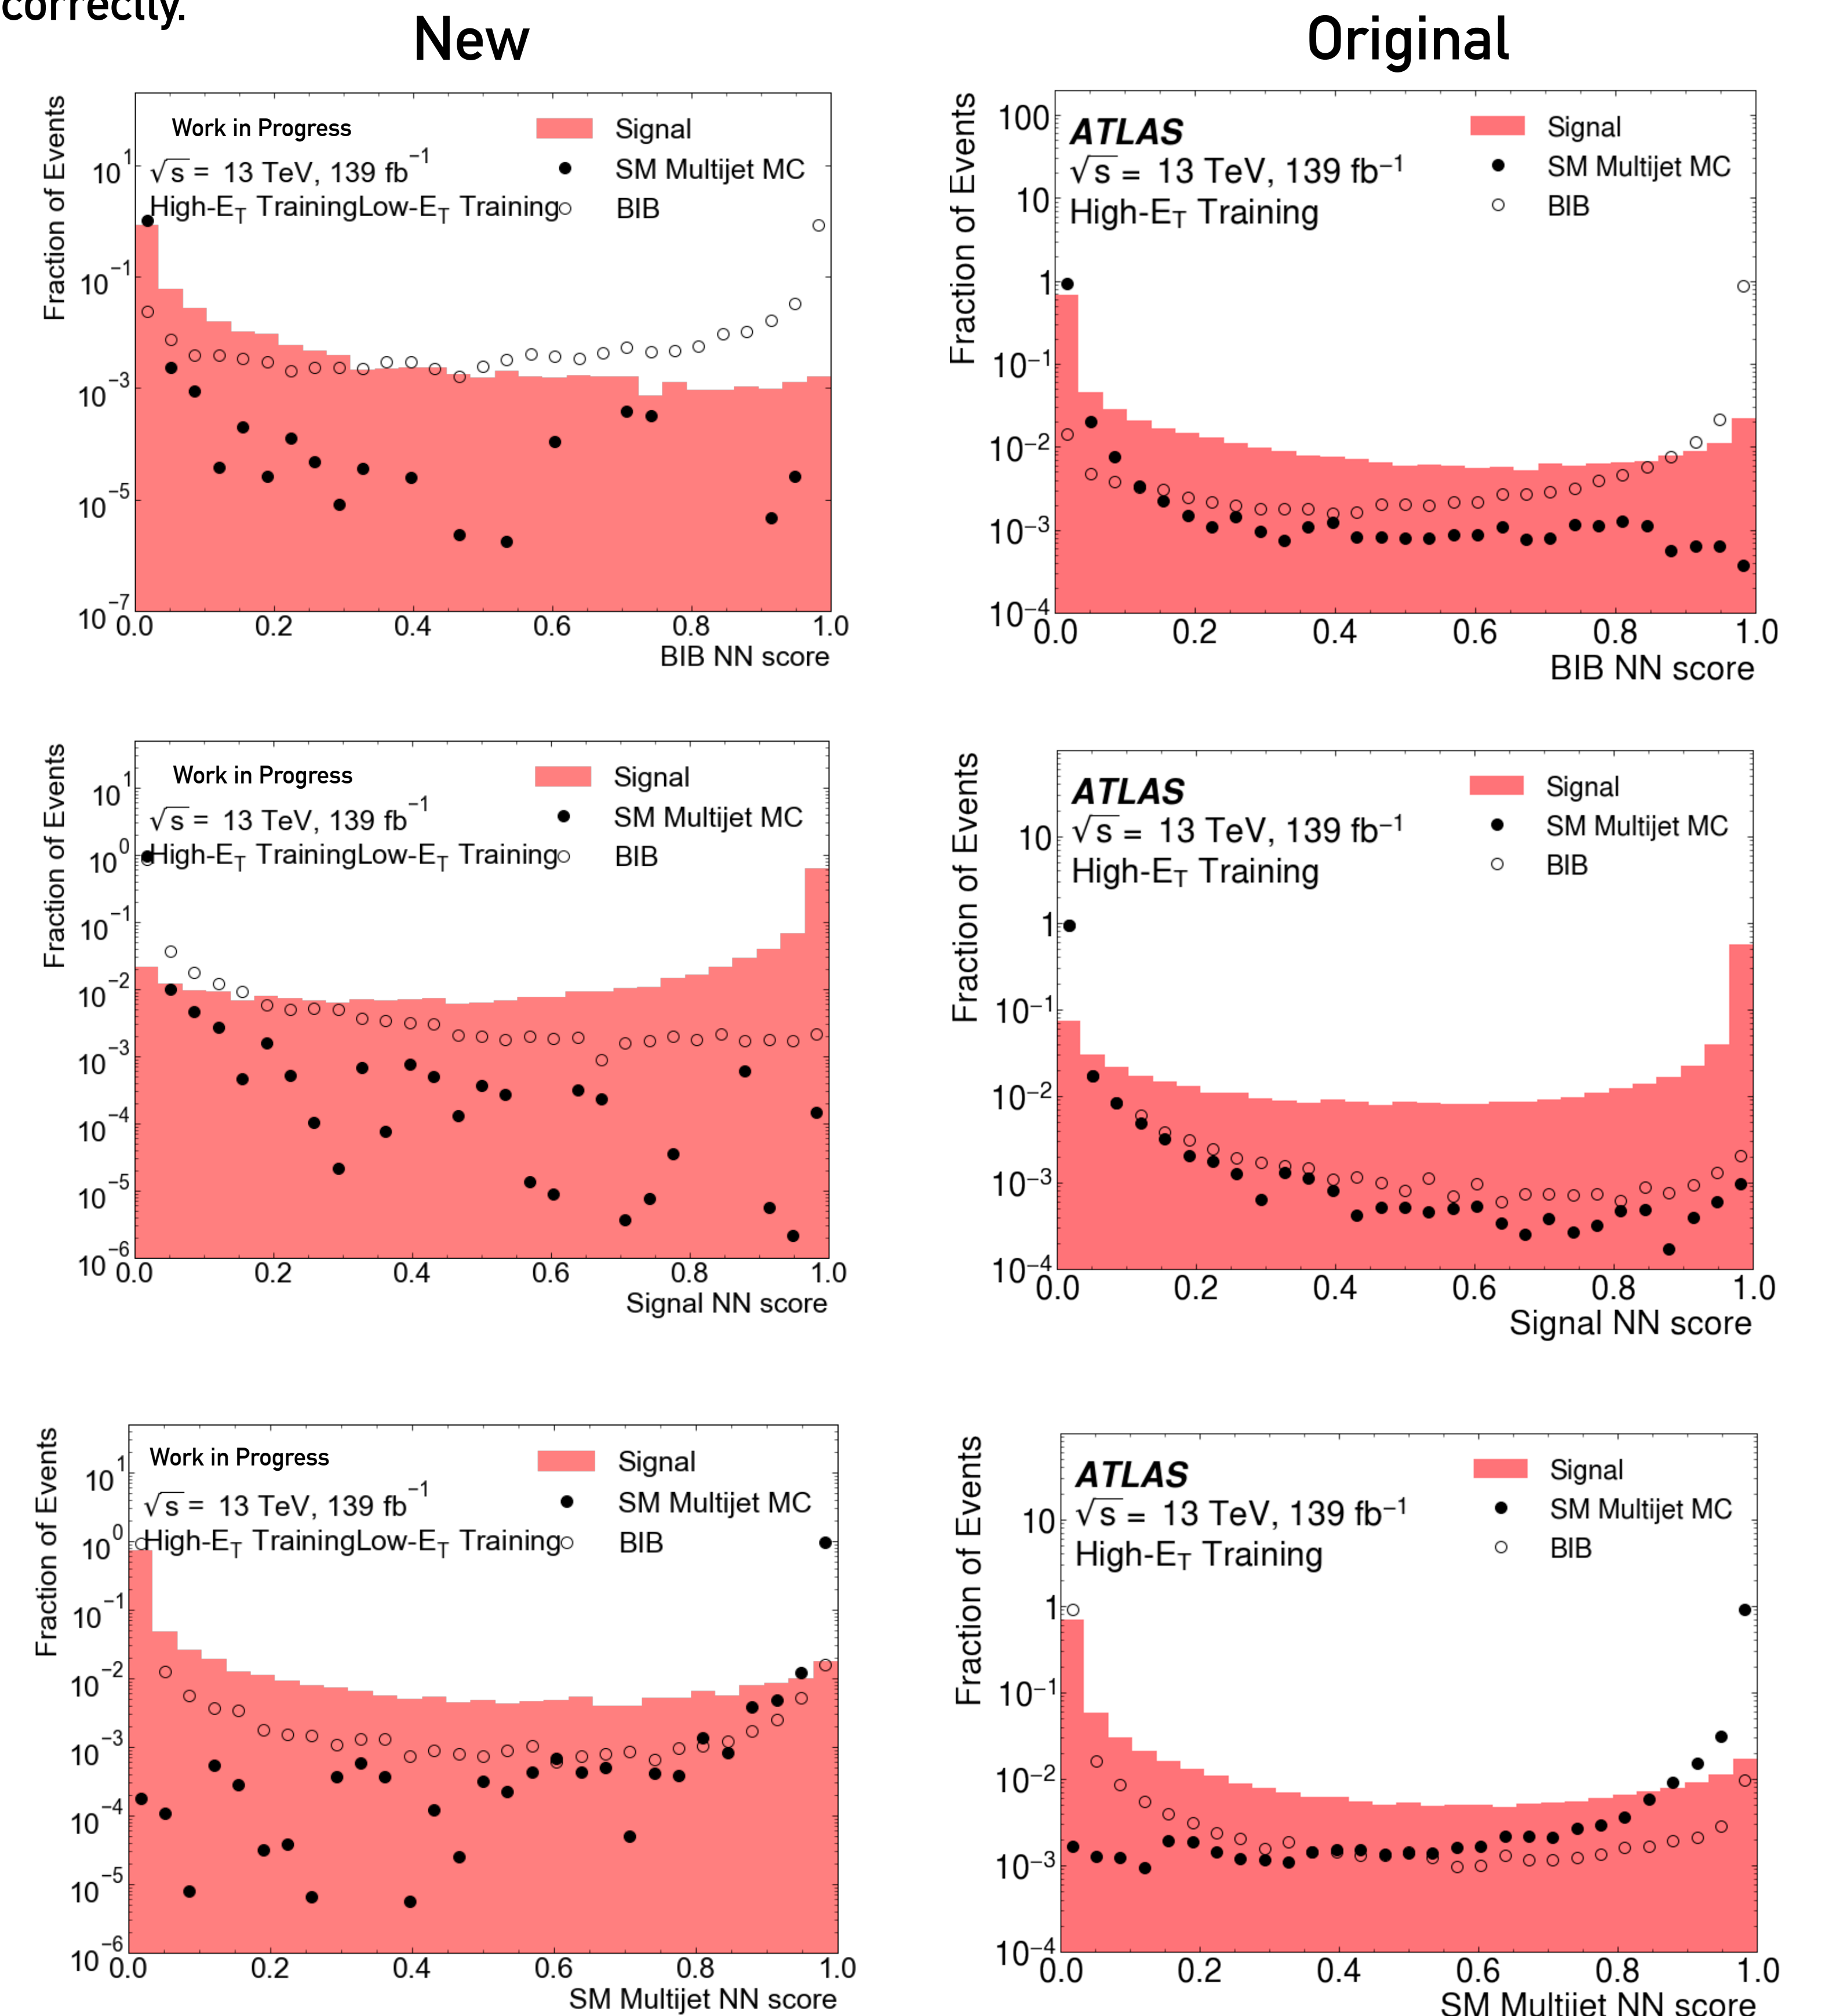 correctly.
New
Original
Fraction of Events
Work in Progress
√s = 13 TeV, 139 fb⁻¹
High-E_T TrainingLow-E_T Training
Signal
SM Multijet MC
BIB
10¹
10⁻¹
10⁻³
10⁻⁵
10⁻⁷
0.0 0.2 0.4 0.6 0.8 1.0
BIB NN score
Fraction of Events
ATLAS
√s = 13 TeV, 139 fb⁻¹
High-E_T Training
Signal
SM Multijet MC
BIB
100
10
1
10⁻¹
10⁻²
10⁻³
10⁻⁴
0.0 0.2 0.4 0.6 0.8 1.0
BIB NN score
Fraction of Events
Work in Progress
√s = 13 TeV, 139 fb⁻¹
High-E_T TrainingLow-E_T Training
Signal
SM Multijet MC
BIB
10¹
10⁰
10⁻¹
10⁻²
10⁻³
10⁻⁴
10⁻⁵
10⁻⁶
0.0 0.2 0.4 0.6 0.8 1.0
Signal NN score
Fraction of Events
ATLAS
√s = 13 TeV, 139 fb⁻¹
High-E_T Training
Signal
SM Multijet MC
BIB
10
1
10⁻¹
10⁻²
10⁻³
10⁻⁴
0.0 0.2 0.4 0.6 0.8 1.0
Signal NN score
Fraction of Events
Work in Progress
√s = 13 TeV, 139 fb⁻¹
High-E_T TrainingLow-E_T Training
Signal
SM Multijet MC
BIB
10¹
10⁰
10⁻¹
10⁻²
10⁻³
10⁻⁴
10⁻⁵
10⁻⁶
0.0 0.2 0.4 0.6 0.8 1.0
SM Multijet NN score
Fraction of Events
ATLAS
√s = 13 TeV, 139 fb⁻¹
High-E_T Training
Signal
SM Multijet MC
BIB
10
1
10⁻¹
10⁻²
10⁻³
10⁻⁴
0.0 0.2 0.4 0.6 0.8 1.0
SM Multijet NN score